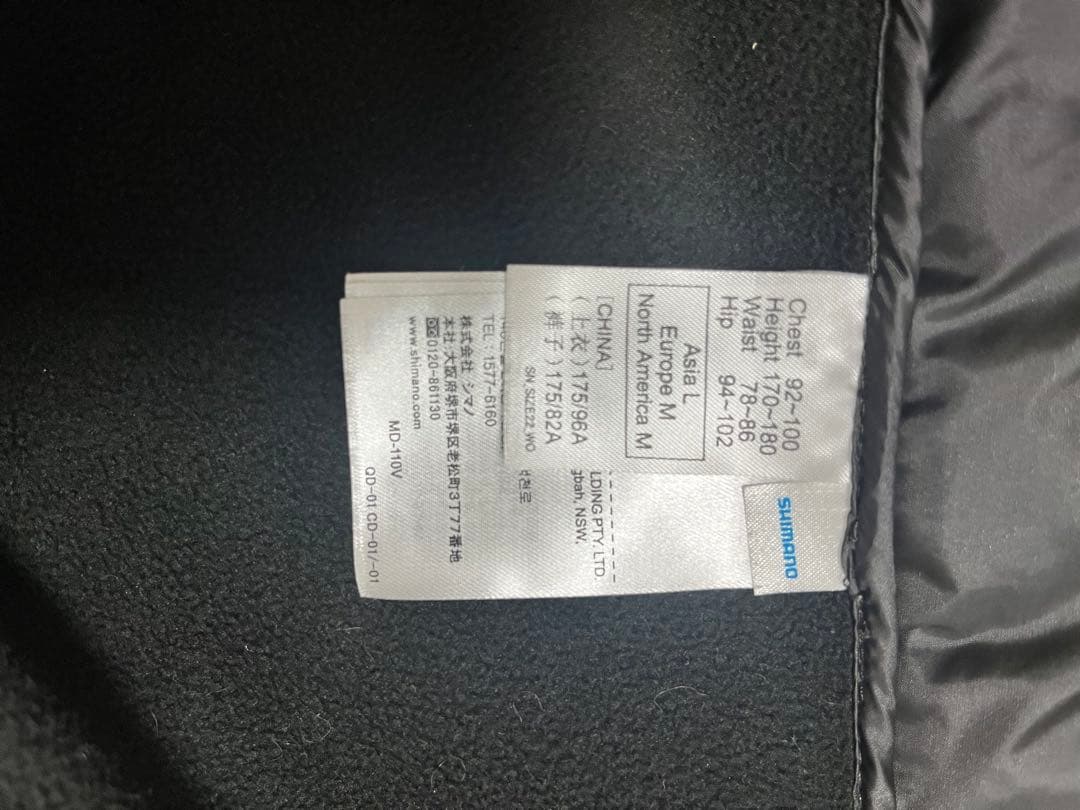 Chest 92~100
Height 170~180
Waist 78~86
Hip 94~102
Asia L
Europe M
North America M
[CHINA]
(上衣) 175/96A
(裤子) 175/82A
SN.SIZE22.WO
SHIMANO
LDING PTY. LTD
gbah, NSW,
천로
TEL : 1577-6160
株式会社 シマノ
本社:大阪府堺市堺区老松町3丁77番地
0120-861130
www.shimano.com
MD-110V
QD-01 CD-01/-01